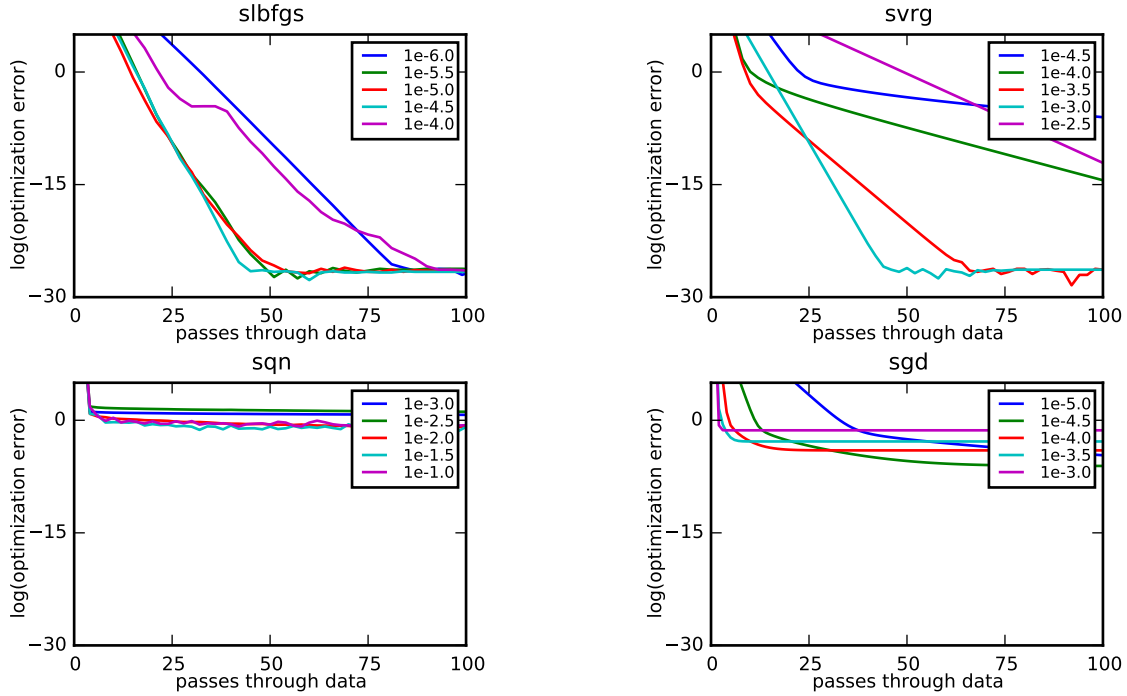 slbfgs
log(optimization error)
0
−15
−30
1e-6.0
1e-5.5
1e-5.0
1e-4.5
1e-4.0
0 25 50 75 100
passes through data
svrg
log(optimization error)
0
−15
−30
1e-4.5
1e-4.0
1e-3.5
1e-3.0
1e-2.5
0 25 50 75 100
passes through data
sqn
log(optimization error)
0
−15
−30
1e-3.0
1e-2.5
1e-2.0
1e-1.5
1e-1.0
0 25 50 75 100
passes through data
sgd
log(optimization error)
0
−15
−30
1e-5.0
1e-4.5
1e-4.0
1e-3.5
1e-3.0
0 25 50 75 100
passes through data